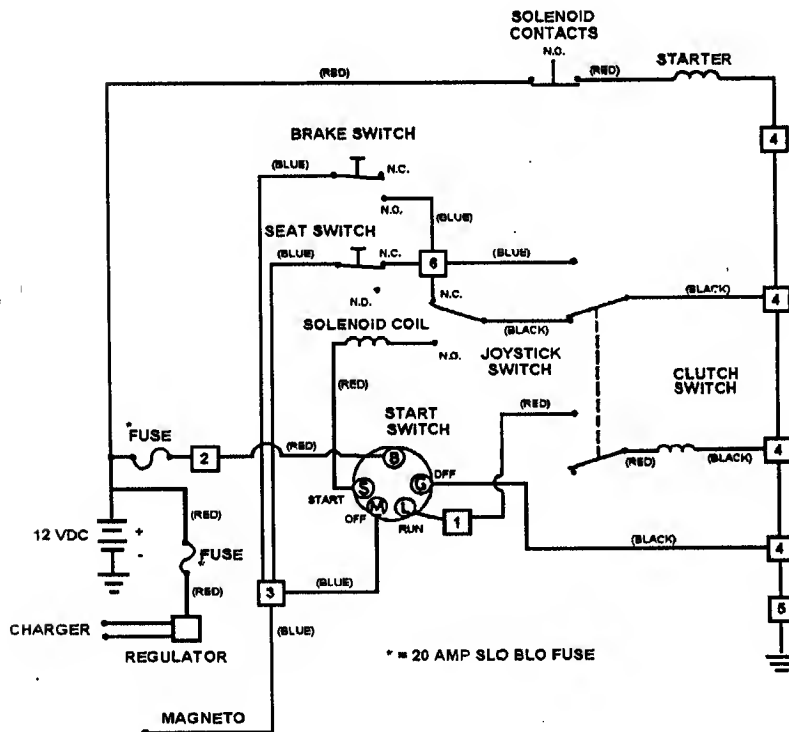 SOLENOID
CONTACTS
N.O.
(RED)
(RED)
STARTER
4
BRAKE SWITCH
(BLUE)
N.C.
N.O.
(BLUE)
SEAT SWITCH
(BLUE)
N.C.
6
(BLUE)
N.D.
N.C.
4
(BLACK)
SOLENOID COIL
N.O.
(BLACK)
JOYSTICK
SWITCH
CLUTCH
SWITCH
(RED)
(RED)
START
SWITCH
*FUSE
2
(RED)
B
4
(RED)
(BLACK)
START
S
G
OFF
OFF
M
L
RUN
1
(RED)
12 VDC
+
-
FUSE
*
(BLACK)
4
(RED)
3
(BLUE)
5
CHARGER
REGULATOR
(BLUE)
* = 20 AMP SLO BLO FUSE
MAGNETO